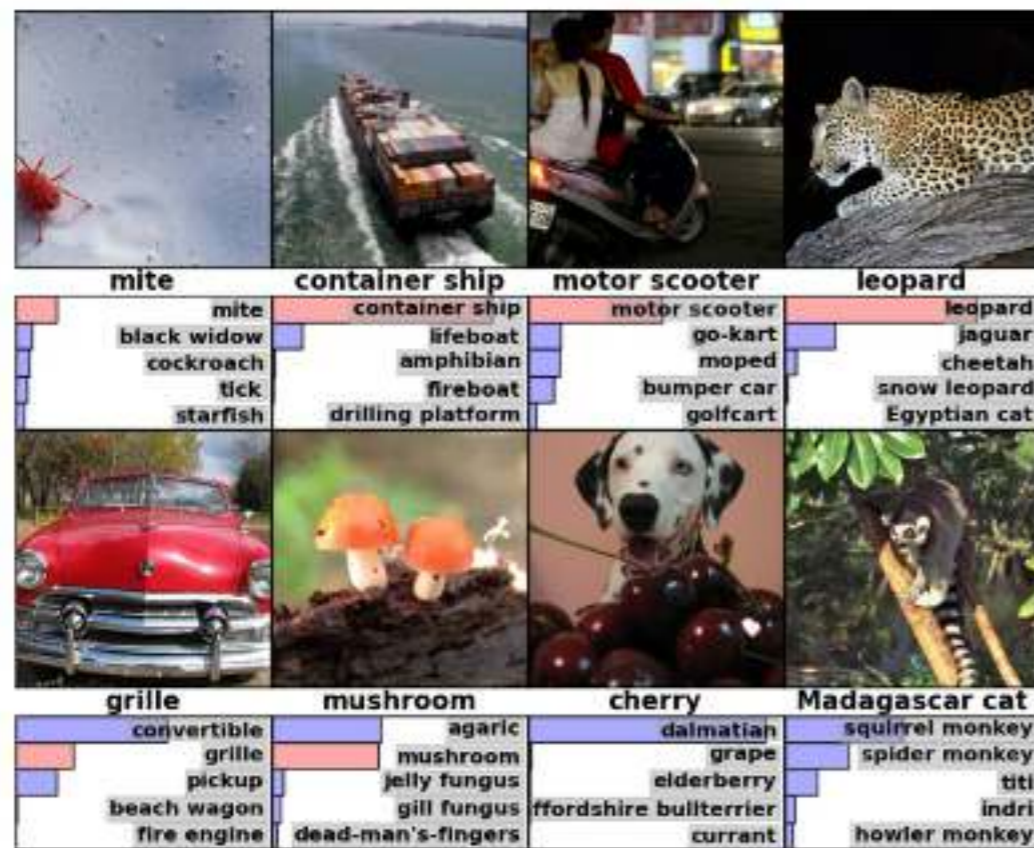 mite
container ship
motor scooter
leopard
mite
black widow
cockroach
tick
starfish
container ship
lifeboat
amphibian
fireboat
drilling platform
motor scooter
go-kart
moped
bumper car
golfcart
leopard
jaguar
cheetah
snow leopard
Egyptian cat
grille
mushroom
cherry
Madagascar cat
convertible
grille
pickup
beach wagon
fire engine
agaric
mushroom
jelly fungus
gill fungus
dead-man's-fingers
dalmatian
grape
elderberry
ffordshire bullterrier
currant
squirrel monkey
spider monkey
titi
indri
howler monkey